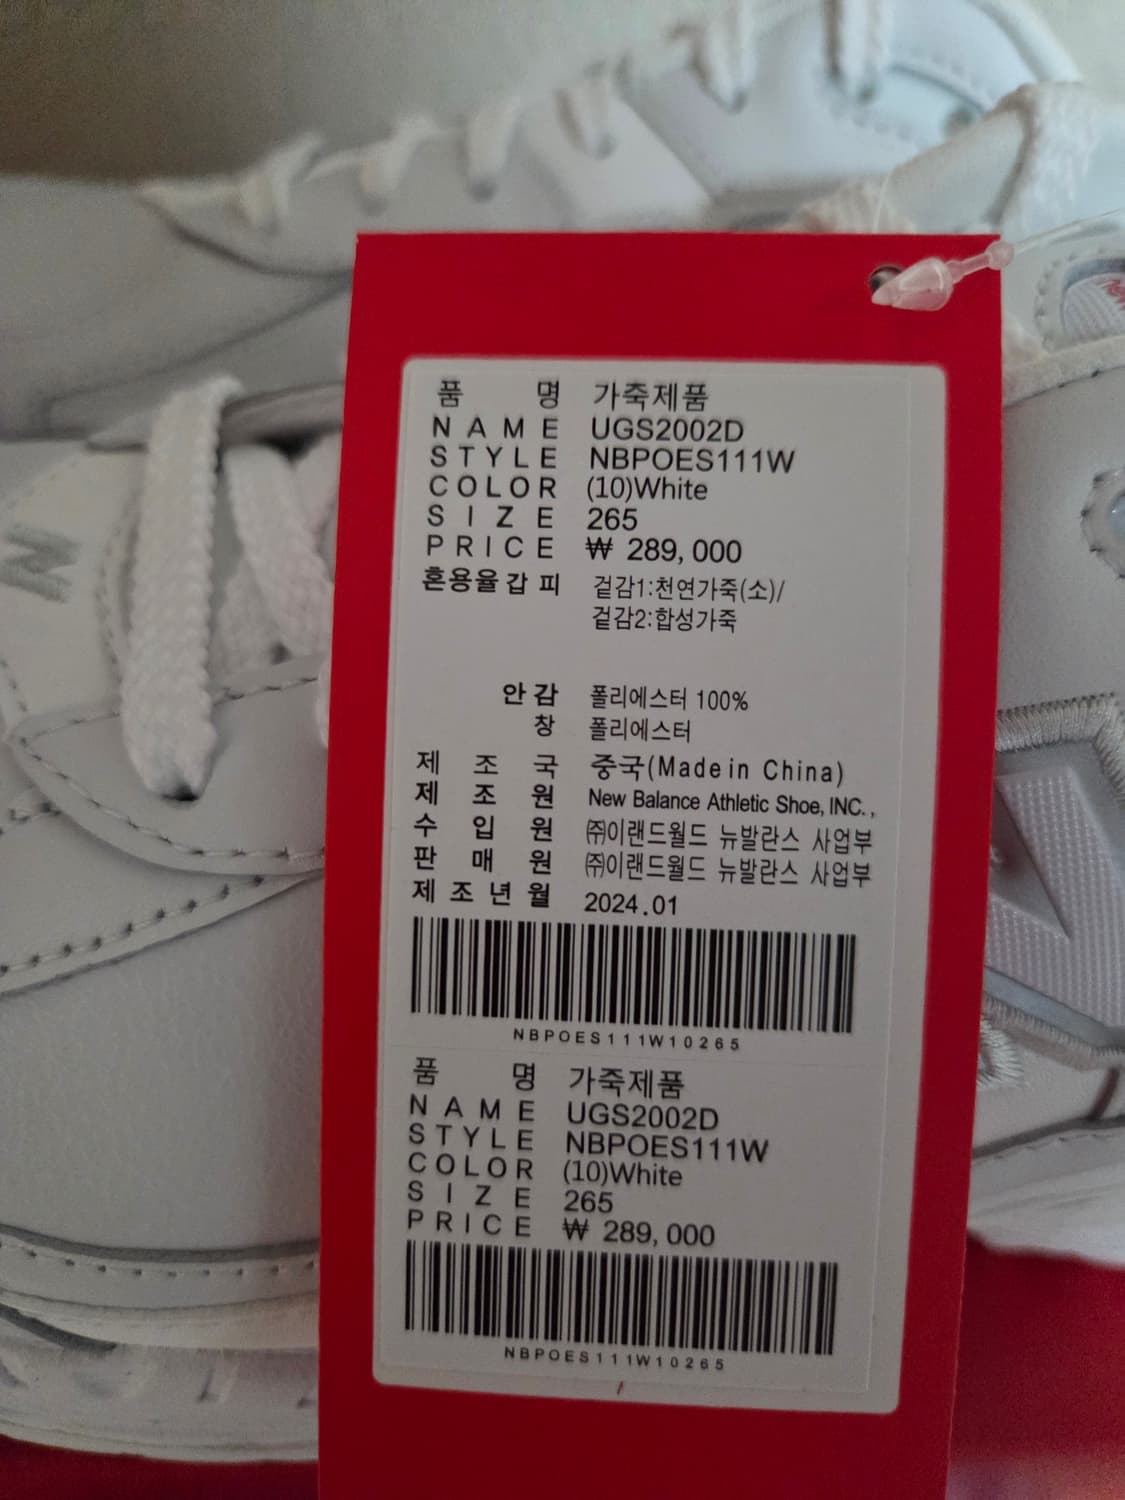 품 명 가죽제품
NAME UGS2002D
STYLE NBPOES111W
COLOR (10)White
SIZE 265
PRICE ₩ 289,000
혼용율갑피 겉감1:천연가죽(소)/
겉감2:합성가죽
안감 폴리에스터 100%
창 폴리에스터
제조국 중국(Made in China)
제조원 New Balance Athletic Shoe, INC.,
수입원 ㈜이랜드월드 뉴발란스 사업부
판매원 ㈜이랜드월드 뉴발란스 사업부
제조년월 2024.01
NBPOES111W10265
품 명 가죽제품
NAME UGS2002D
STYLE NBPOES111W
COLOR (10)White
SIZE 265
PRICE ₩ 289,000
NBPOES111W10265